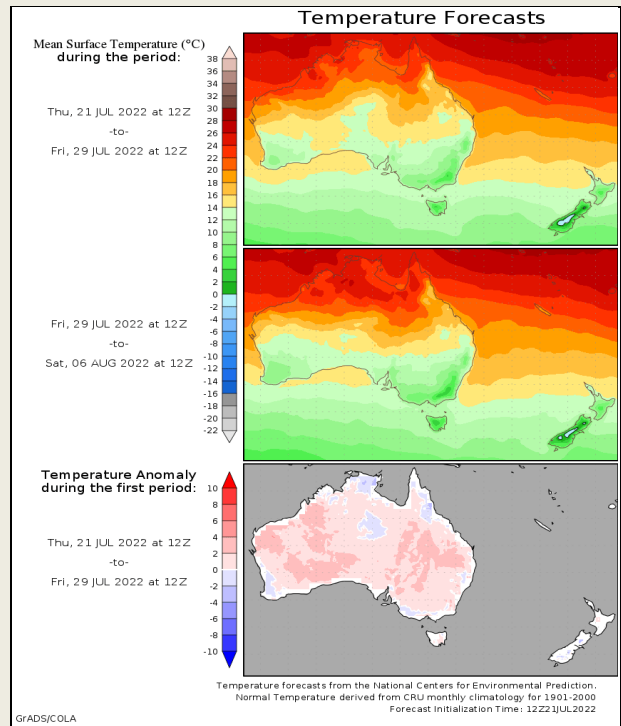 Temperature Forecasts
Mean Surface Temperature (°C)
during the period:
38
36
34
32
30
28
26
24
22
20
18
16
14
12
10
8
6
4
2
0
-2
-4
-6
-8
-10
-12
-14
-16
-18
-20
-22
Thu, 21 JUL 2022 at 12Z
-to-
Fri, 29 JUL 2022 at 12Z
Fri, 29 JUL 2022 at 12Z
-to-
Sat, 06 AUG 2022 at 12Z
Temperature Anomaly
during the first period:
10
8
6
4
2
0
-2
-4
-6
-8
-10
Thu, 21 JUL 2022 at 12Z
-to-
Fri, 29 JUL 2022 at 12Z
Temperature forecasts from the National Centers for Environmental Prediction.
Normal Temperature derived from CRU monthly climatology for 1901-2000
Forecast Initialization Time: 12Z21JUL2022
GrADS/COLA